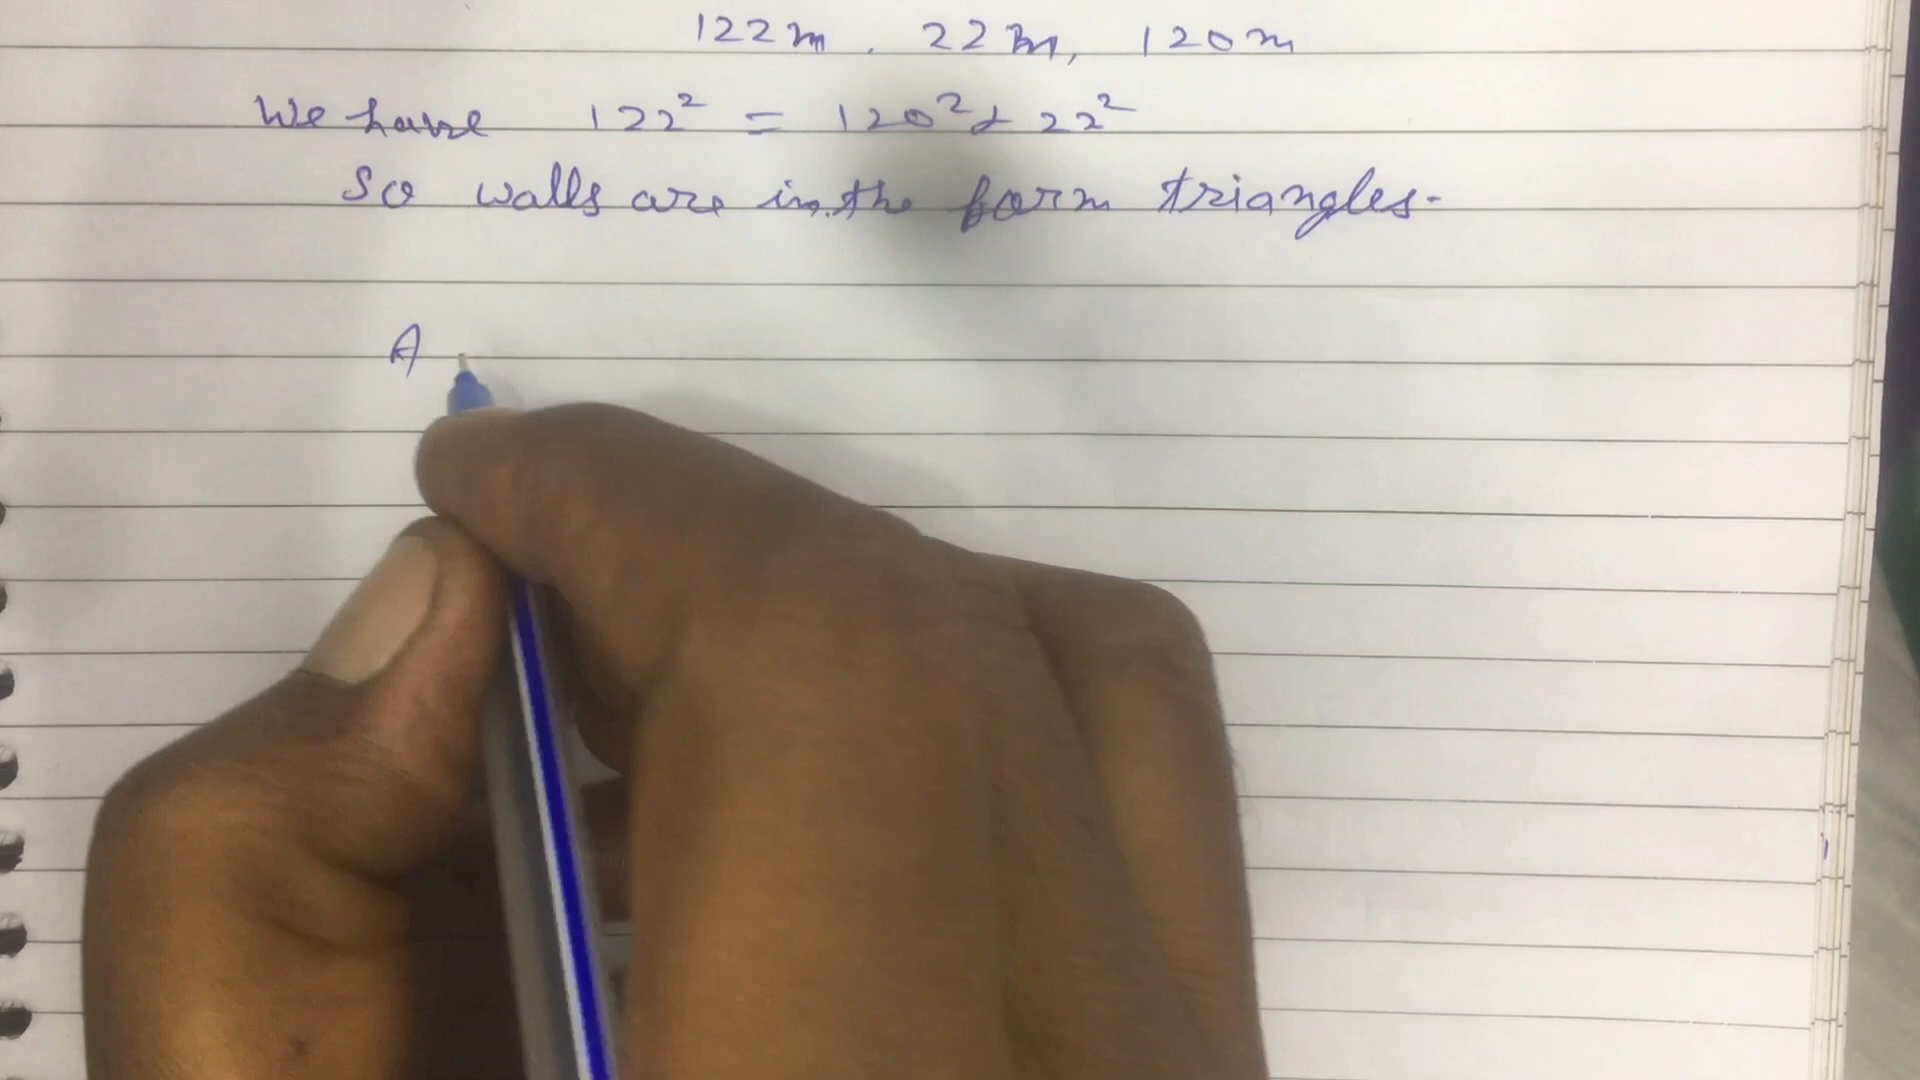 122m, 22m, 120m
We have 122² = 120² + 22²
So walls are in the form triangles.
A